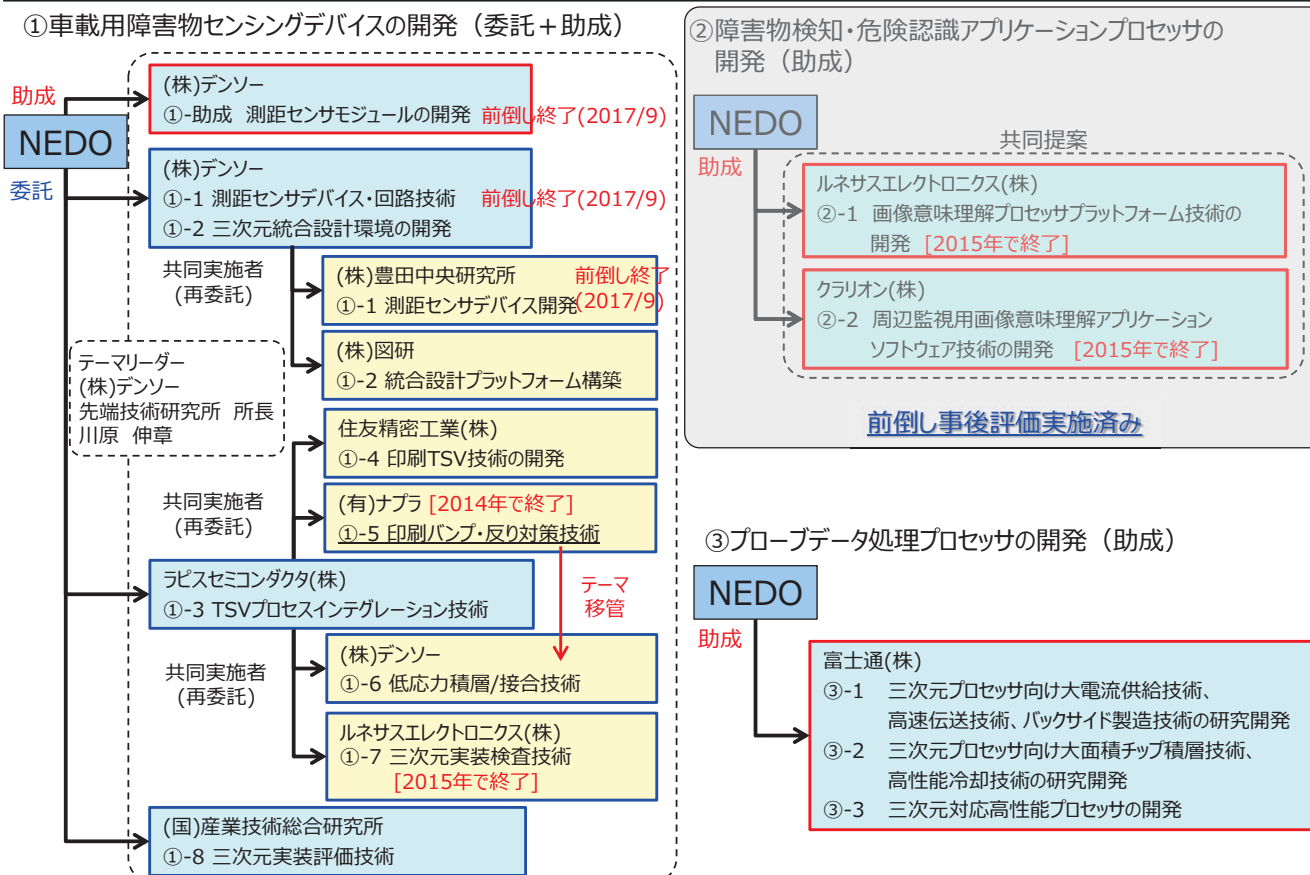 ①車載用障害物センシングデバイスの開発（委託＋助成）
助成
NEDO
委託
(株)デンソー
①-助成 測距センサモジュールの開発 前倒し終了(2017/9)
(株)デンソー
①-1 測距センサデバイス・回路技術 前倒し終了(2017/9)
①-2 三次元統合設計環境の開発
共同実施者
(再委託)
(株)豊田中央研究所 前倒し終了
①-1 測距センサデバイス開発 (2017/9)
(株)図研
①-2 統合設計プラットフォーム構築
テーマリーダー
(株)デンソー
先端技術研究所 所長
川原 伸章
住友精密工業(株)
①-4 印刷TSV技術の開発
共同実施者
(再委託)
(有)ナプラ [2014年で終了]
①-5 印刷バンプ・反り対策技術
ラピスセミコンダクタ(株)
①-3 TSVプロセスインテグレーション技術
テーマ
移管
共同実施者
(再委託)
(株)デンソー
①-6 低応力積層/接合技術
ルネサスエレクトロニクス(株)
①-7 三次元実装検査技術
[2015年で終了]
(国)産業技術総合研究所
①-8 三次元実装評価技術
②障害物検知・危険認識アプリケーションプロセッサの
開発（助成）
NEDO
助成
共同提案
ルネサスエレクトロニクス(株)
②-1 画像意味理解プロセッサプラットフォーム技術の
開発 [2015年で終了]
クラリオン(株)
②-2 周辺監視用画像意味理解アプリケーション
ソフトウェア技術の開発 [2015年で終了]
前倒し事後評価実施済み
③プローブデータ処理プロセッサの開発（助成）
NEDO
助成
富士通(株)
③-1 三次元プロセッサ向け大電流供給技術、
高速伝送技術、バックサイド製造技術の研究開発
③-2 三次元プロセッサ向け大面積チップ積層技術、
高性能冷却技術の研究開発
③-3 三次元対応高性能プロセッサの開発